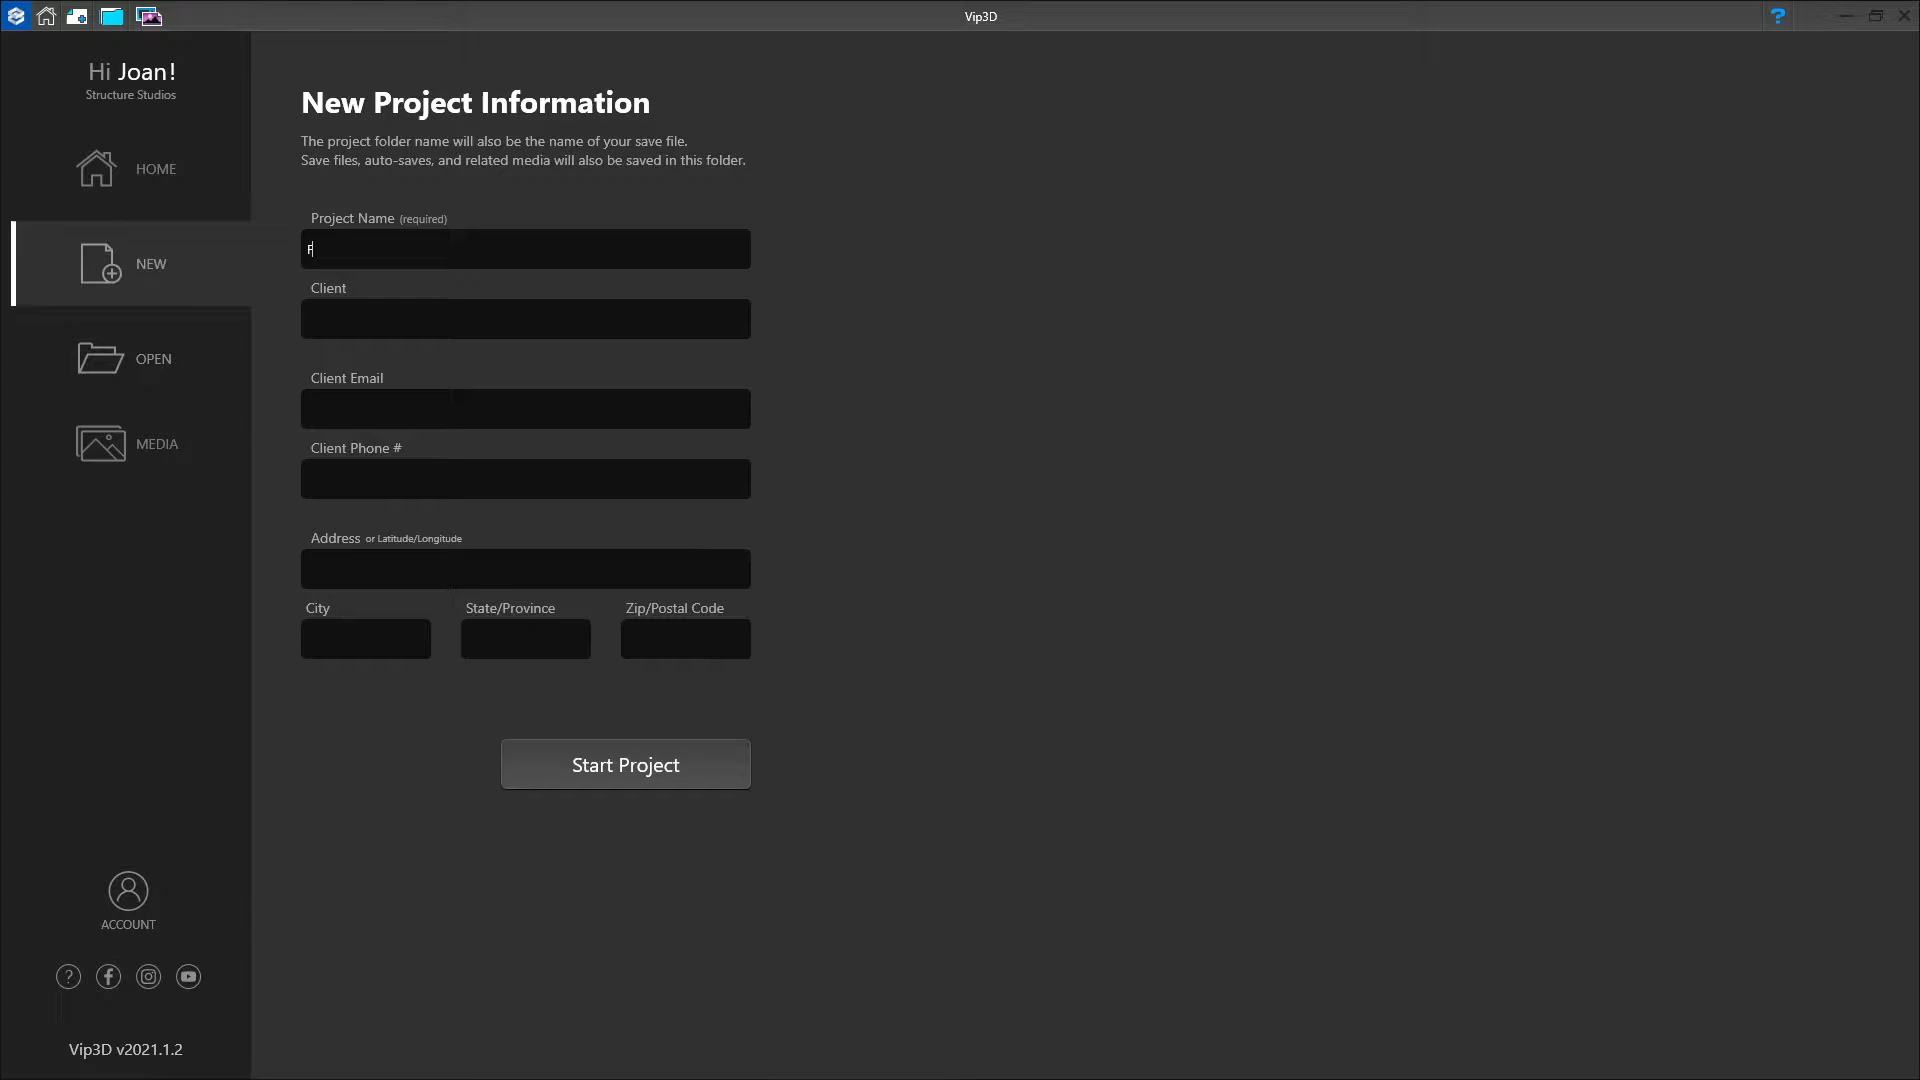 Vip3D
?
Hi Joan!
Structure Studios
HOME
NEW
OPEN
MEDIA
ACCOUNT
?
Vip3D v2021.1.2
New Project Information
The project folder name will also be the name of your save file.
Save files, auto-saves, and related media will also be saved in this folder.
Project Name (required)
F
Client
Client Email
Client Phone #
Address or Latitude/Longitude
City State/Province Zip/Postal Code
Start Project